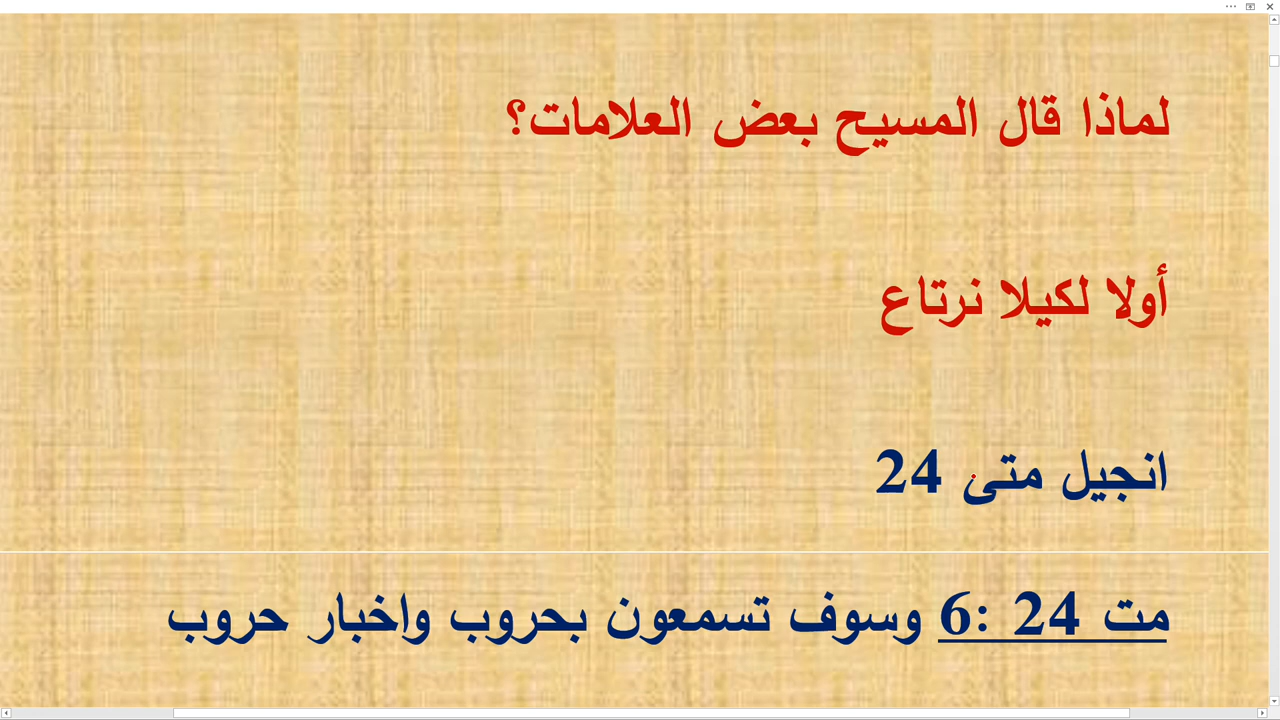 لماذا قال المسيح بعض العلامات؟
أولا لكيلا نرتاع
انجيل متى 24
مت 24 :6 وسوف تسمعون بحروب واخبار حروب